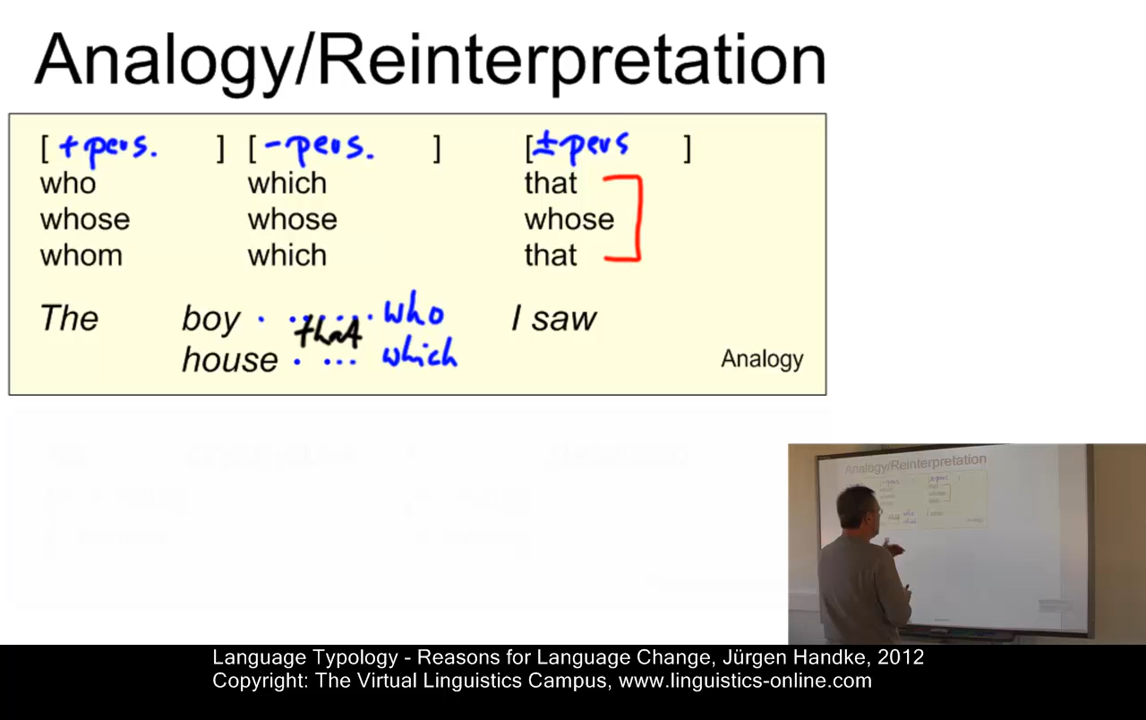 Analogy/Reinterpretation
[ +pers. ] [ -pers. ] [ ±pers ]
who which that
whose whose whose
whom which that
The boy . ...... who I saw
that
house . ... which
Analogy
Analogy/Reinterpretation
Language Typology - Reasons for Language Change, Jürgen Handke, 2012
Copyright: The Virtual Linguistics Campus, www.linguistics-online.com